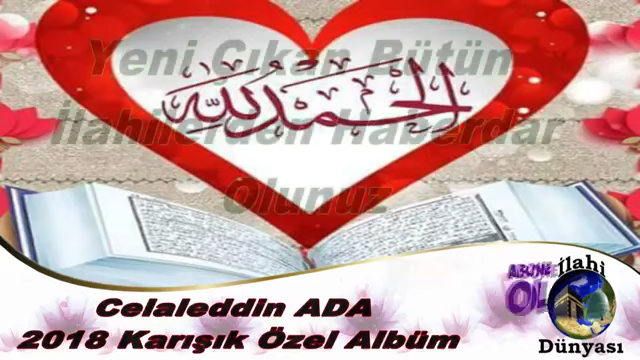 Yeni Çıkan Bütün
İlahilerden Haberdar
Olunuz
الحمد لله
Celaleddin ADA
2018 Karışık Özel Albüm
ABONE
OL
ilahi
Dünyası